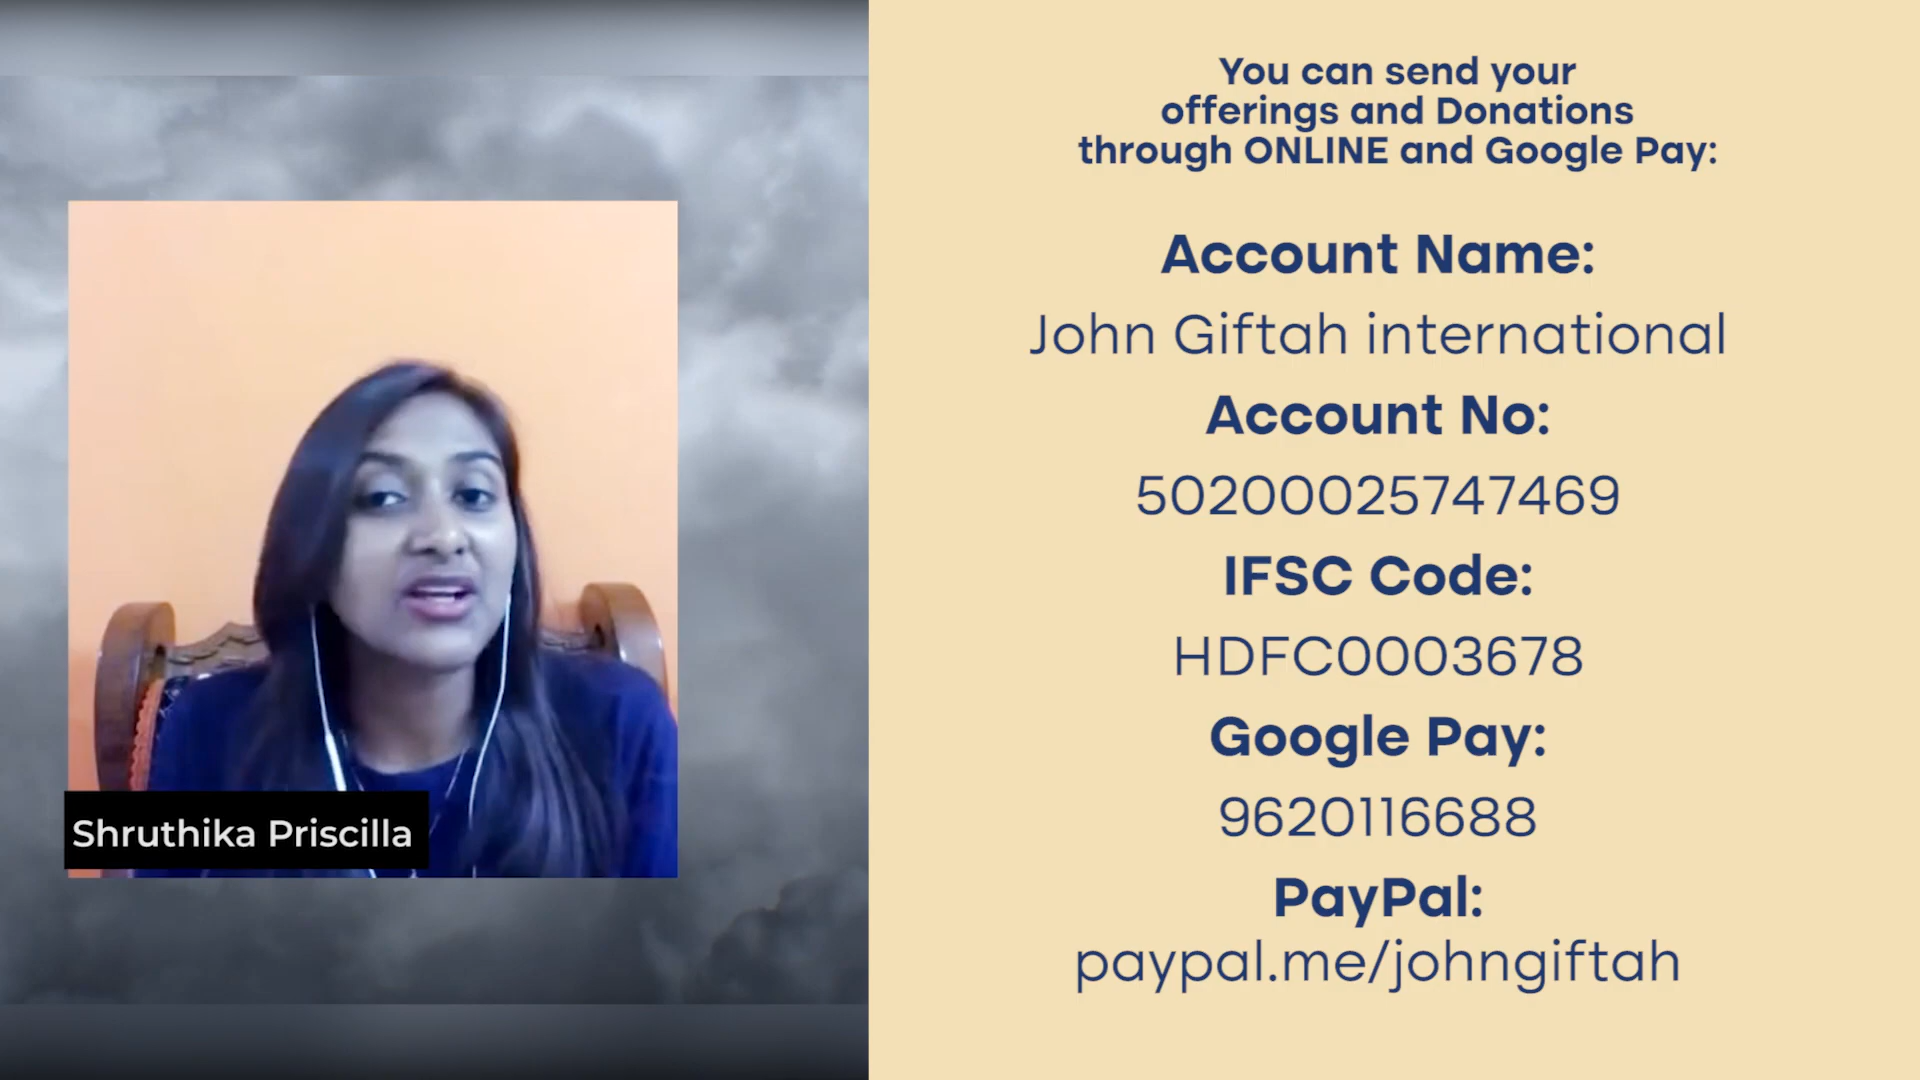 You can send your
offerings and Donations
through ONLINE and Google Pay:
Account Name:
John Giftah international
Account No:
50200025747469
IFSC Code:
HDFC0003678
Google Pay:
9620116688
PayPal:
paypal.me/johngiftah
Shruthika Priscilla